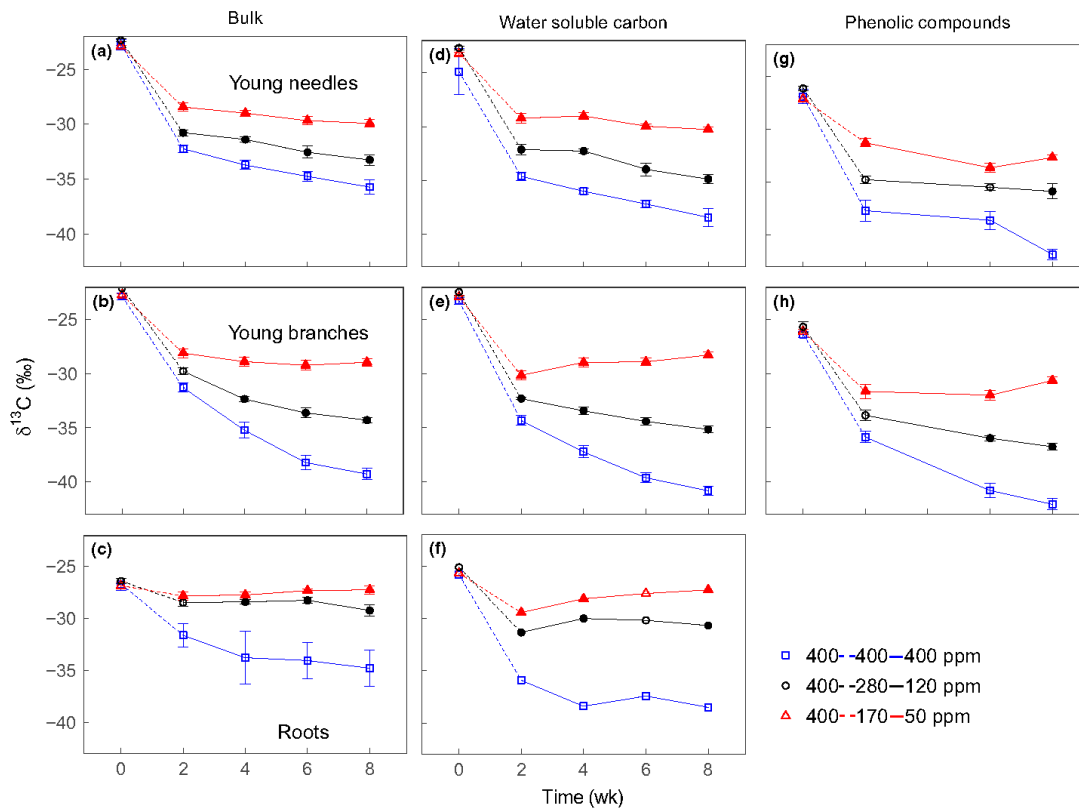 Bulk
Water soluble carbon
Phenolic compounds
(a)
Young needles
−25
−30
−35
−40
(d)
(g)
(b)
Young branches
−25
−30
−35
−40
(e)
(h)
δ¹³C (‰)
(c)
Roots
−25
−30
−35
−40
(f)
0 2 4 6 8
0 2 4 6 8
Time (wk)
400--400—400 ppm
400--280—120 ppm
400--170—50 ppm